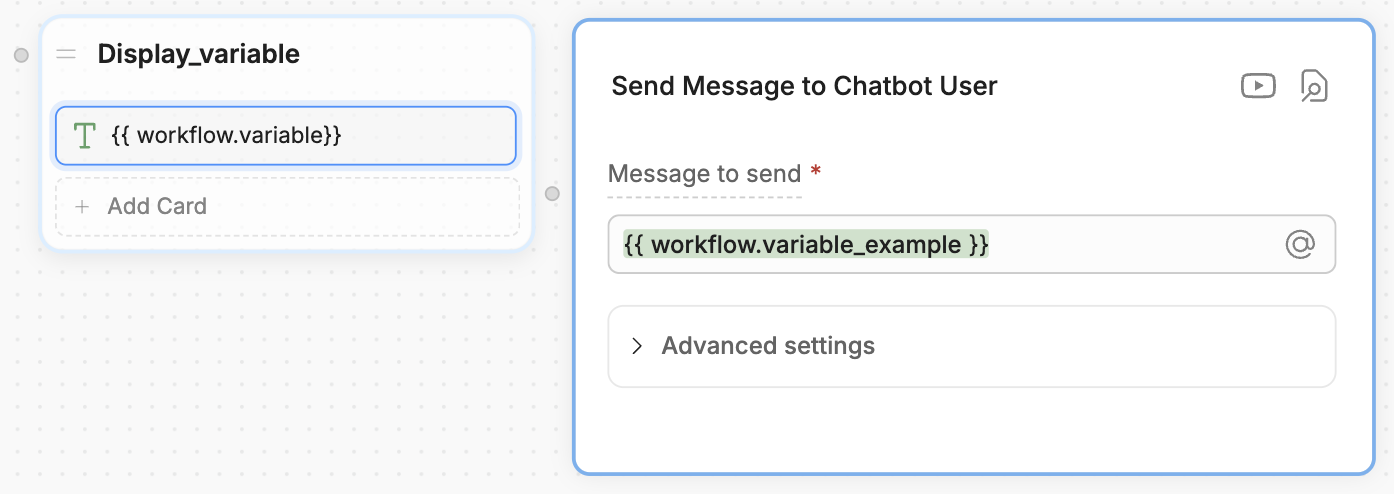 Display_variable
{{ workflow.variable}}
+ Add Card
Send Message to Chatbot User
Message to send *
{{ workflow.variable_example }}
@
> Advanced settings